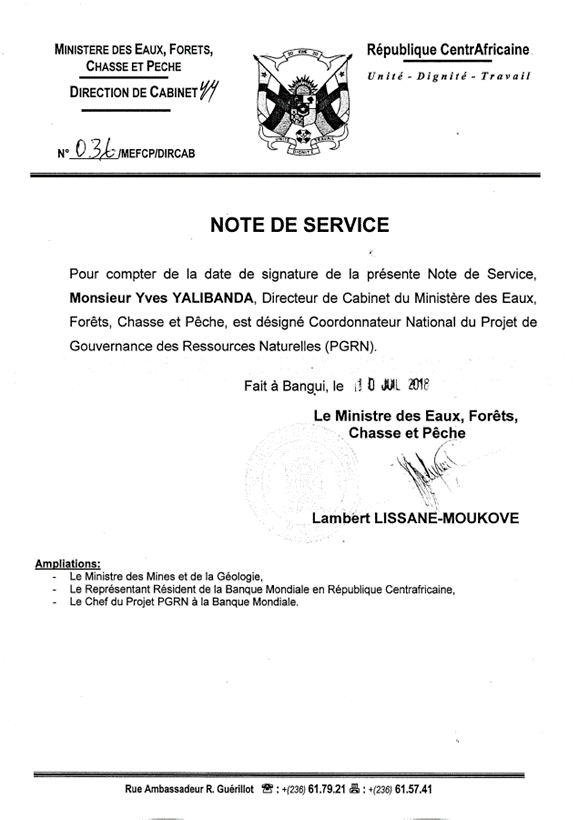 MINISTERE DES EAUX, FORETS,
CHASSE ET PECHE
DIRECTION DE CABINET
N° 036/MEFCP/DIRCAB
République CentrAfricaine
Unité - Dignité - Travail
UNITE DIGNITE TRAVAIL
NOTE DE SERVICE
Pour compter de la date de signature de la présente Note de Service,
Monsieur Yves YALIBANDA, Directeur de Cabinet du Ministère des Eaux,
Forêts, Chasse et Pêche, est désigné Coordonnateur National du Projet de
Gouvernance des Ressources Naturelles (PGRN).
Fait à Bangui, le 10 JUIL 2018
Le Ministre des Eaux, Forêts,
Chasse et Pêche
Lambert LISSANE-MOUKOVE
Ampliations:
- Le Ministre des Mines et de la Géologie,
- Le Représentant Résident de la Banque Mondiale en République Centrafricaine,
- Le Chef du Projet PGRN à la Banque Mondiale.
Rue Ambassadeur R. Guérillot ☎ : +(236) 61.79.21 : +(236) 61.57.41